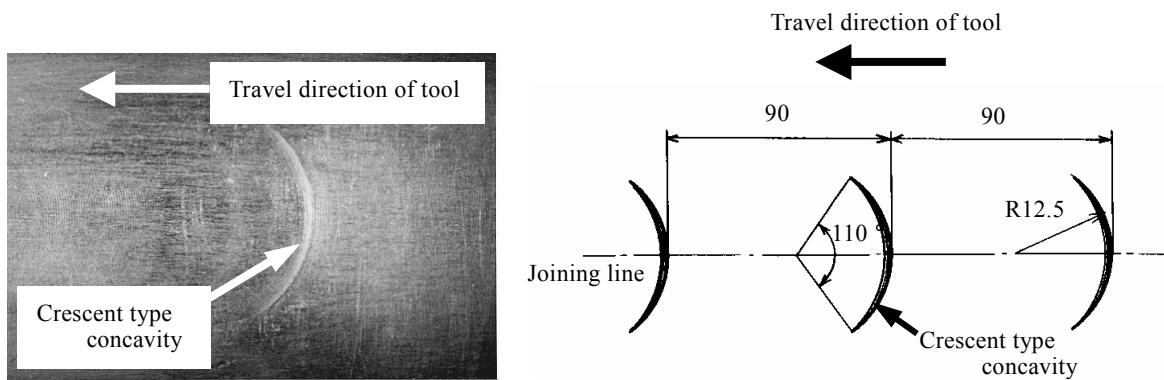 Travel direction of tool
Crescent type
concavity
Travel direction of tool
90
90
R12.5
110°
Joining line
Crescent type
concavity